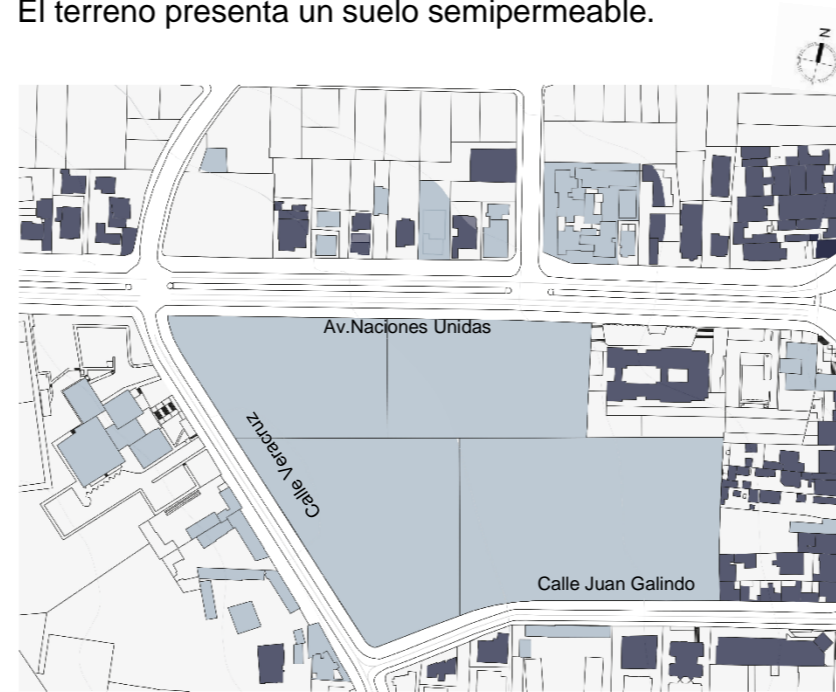 El terreno presenta un suelo semipermeable.
N
Av.Naciones Unidas
Calle Veracruz
Calle Juan Galindo